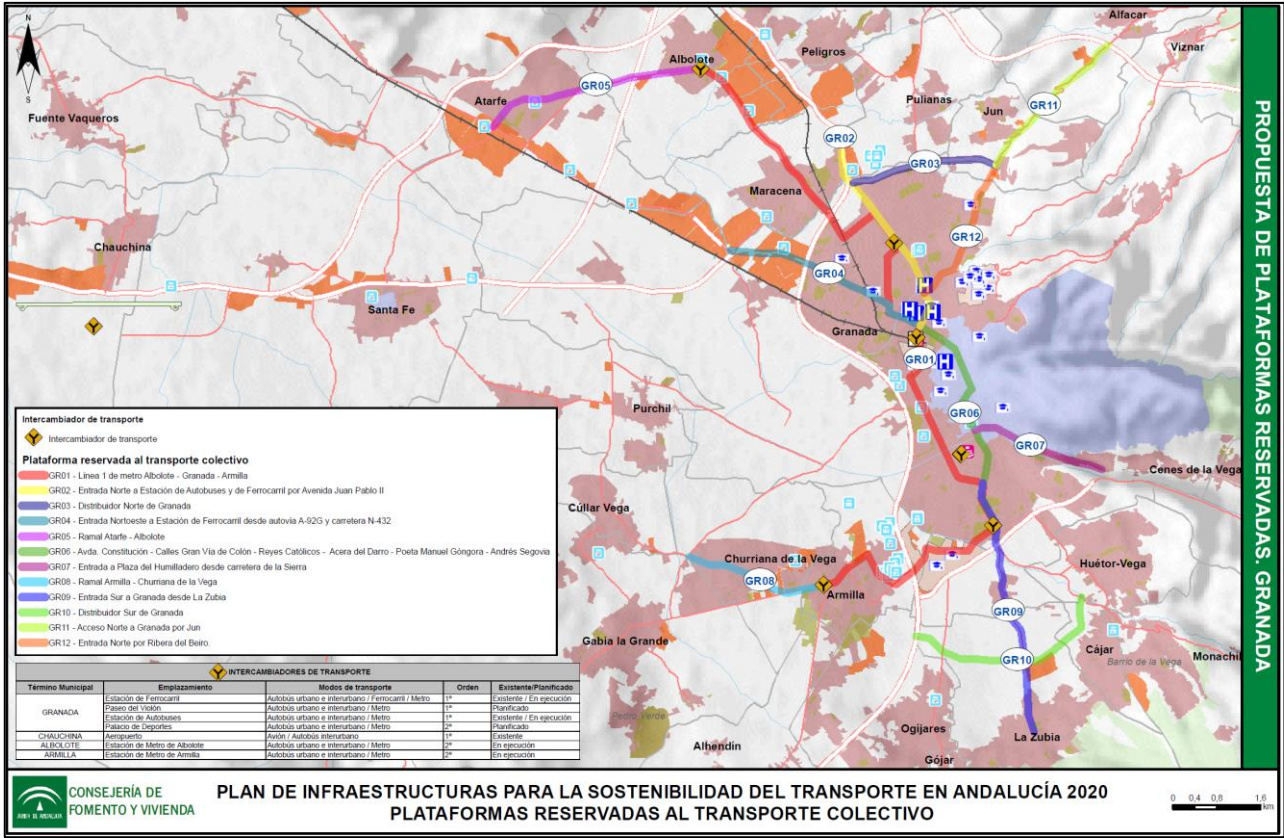 N
S
Alfacar
Viznar
Peligros
Albolote
GR05
Atarfe
Pulianas
GR11
Jun
Fuente Vaqueros
GR02
GR03
Maracena
GR12
Chauchina
GR04
Santa Fe
Granada
GR01
Purchil
GR06
GR07
Cenes de la Vega
Cúllar Vega
Churriana de la Vega
Huétor-Vega
GR08
Armilla
GR09
Gabia la Grande
GR10
Cájar
Barrio de la Vega
Monachil
Pedro Verde
Ogijares
La Zubia
Alhendin
Gójar
Intercambiador de transporte
Intercambiador de transporte
Plataforma reservada al transporte colectivo
GR01 - Línea 1 de metro Albolote - Granada - Armilla
GR02 - Entrada Norte a Estación de Autobuses y de Ferrocarril por Avenida Juan Pablo II
GR03 - Distribuidor Norte de Granada
GR04 - Entrada Nortoeste a Estación de Ferrocarril desde autovía A-92G y carretera N-432
GR05 - Ramal Atarfe - Albolote
GR06 - Avda. Constitución - Calles Gran Vía de Colón - Reyes Católicos - Acera del Darro - Poeta Manuel Góngora - Andrés Segovia
GR07 - Entrada a Plaza del Humilladero desde carretera de la Sierra
GR08 - Ramal Armilla - Churriana de la Vega
GR09 - Entrada Sur a Granada desde La Zubia
GR10 - Distribuidor Sur de Granada
GR11 - Acceso Norte a Granada por Jun
GR12 - Entrada Norte por Ribera del Beiro.
INTERCAMBIADORES DE TRANSPORTE
Término Municipal Emplazamiento Modos de transporte Orden Existente/Planificado
GRANADA Estación de Ferrocarril Autobús urbano e interurbano / Ferrocarril / Metro 1º Existente / En ejecución
Paseo del Violón Autobús urbano e interurbano / Metro 1º Planificado
Estación de Autobuses Autobús urbano e interurbano / Metro 1º Existente / En ejecución
Palacio de Deportes Autobús urbano e interurbano / Metro 2º Planificado
CHAUCHINA Aeropuerto Avión / Autobús interurbano 1º Existente
ALBOLOTE Estación de Metro de Albolote Autobús urbano e interurbano / Metro 2º En ejecución
ARMILLA Estación de Metro de Armilla Autobús urbano e interurbano / Metro 2º En ejecución
PROPUESTA DE PLATAFORMAS RESERVADAS. GRANADA
JUNTA DE ANDALUCIA
CONSEJERÍA DE
FOMENTO Y VIVIENDA
PLAN DE INFRAESTRUCTURAS PARA LA SOSTENIBILIDAD DEL TRANSPORTE EN ANDALUCÍA 2020
PLATAFORMAS RESERVADAS AL TRANSPORTE COLECTIVO
0 0,4 0,8 1,6
km